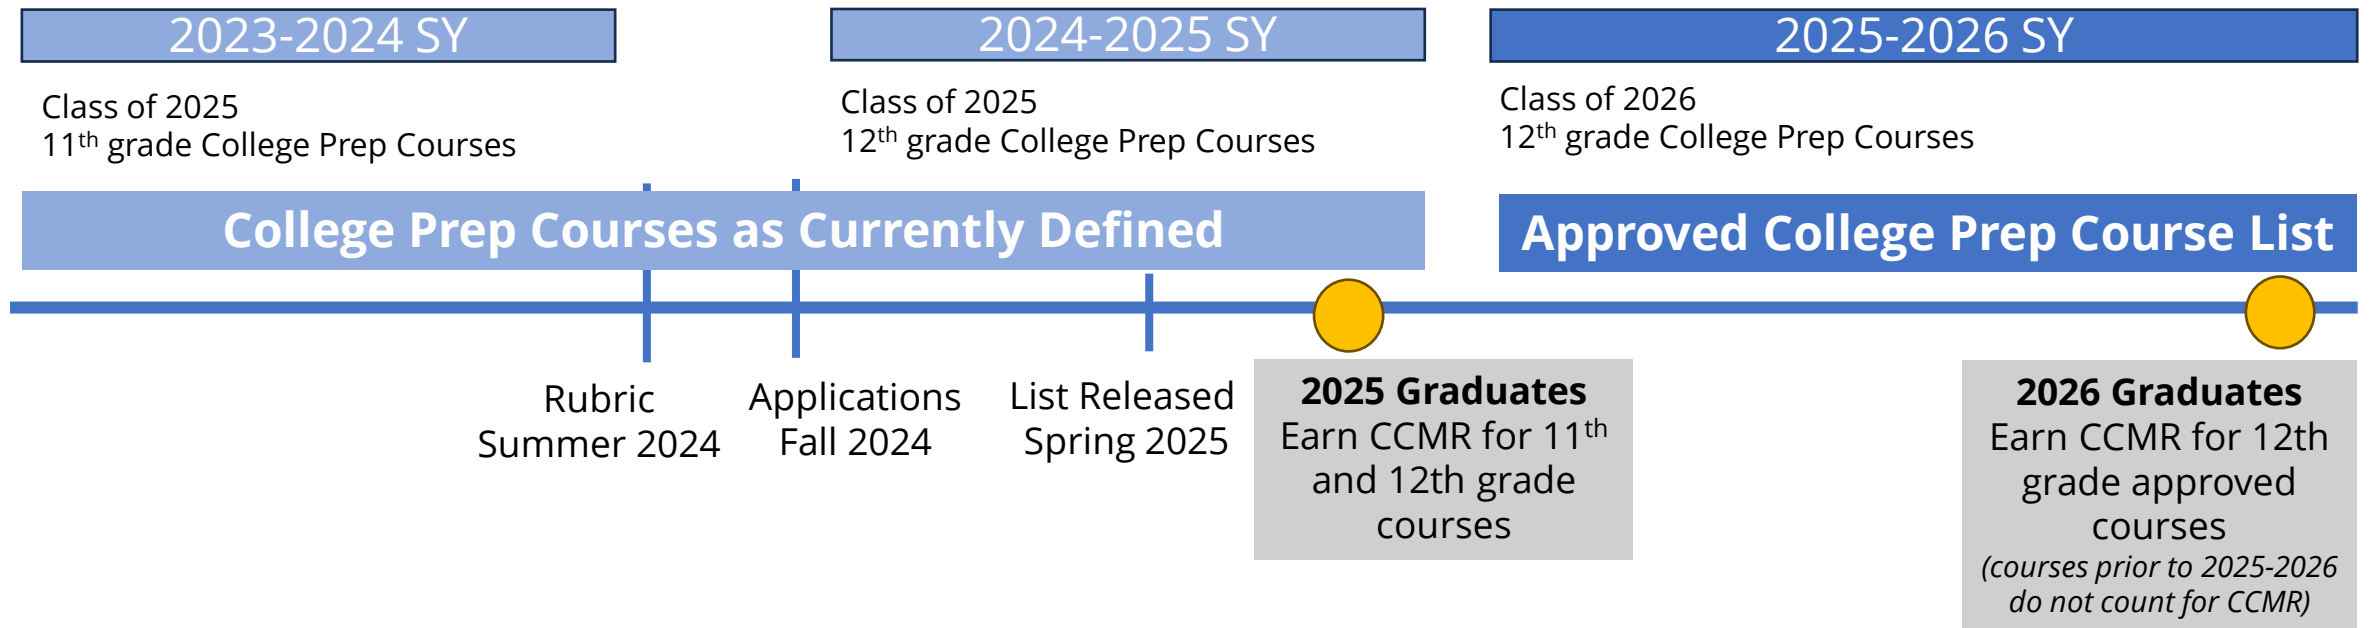 2023-2024 SY
2024-2025 SY
2025-2026 SY
Class of 2025
11th grade College Prep Courses
Class of 2025
12th grade College Prep Courses
Class of 2026
12th grade College Prep Courses
College Prep Courses as Currently Defined
Approved College Prep Course List
Rubric
Summer 2024
Applications
Fall 2024
List Released
Spring 2025
2025 Graduates
Earn CCMR for 11th
and 12th grade
courses
2026 Graduates
Earn CCMR for 12th
grade approved
courses
(courses prior to 2025-2026
do not count for CCMR)